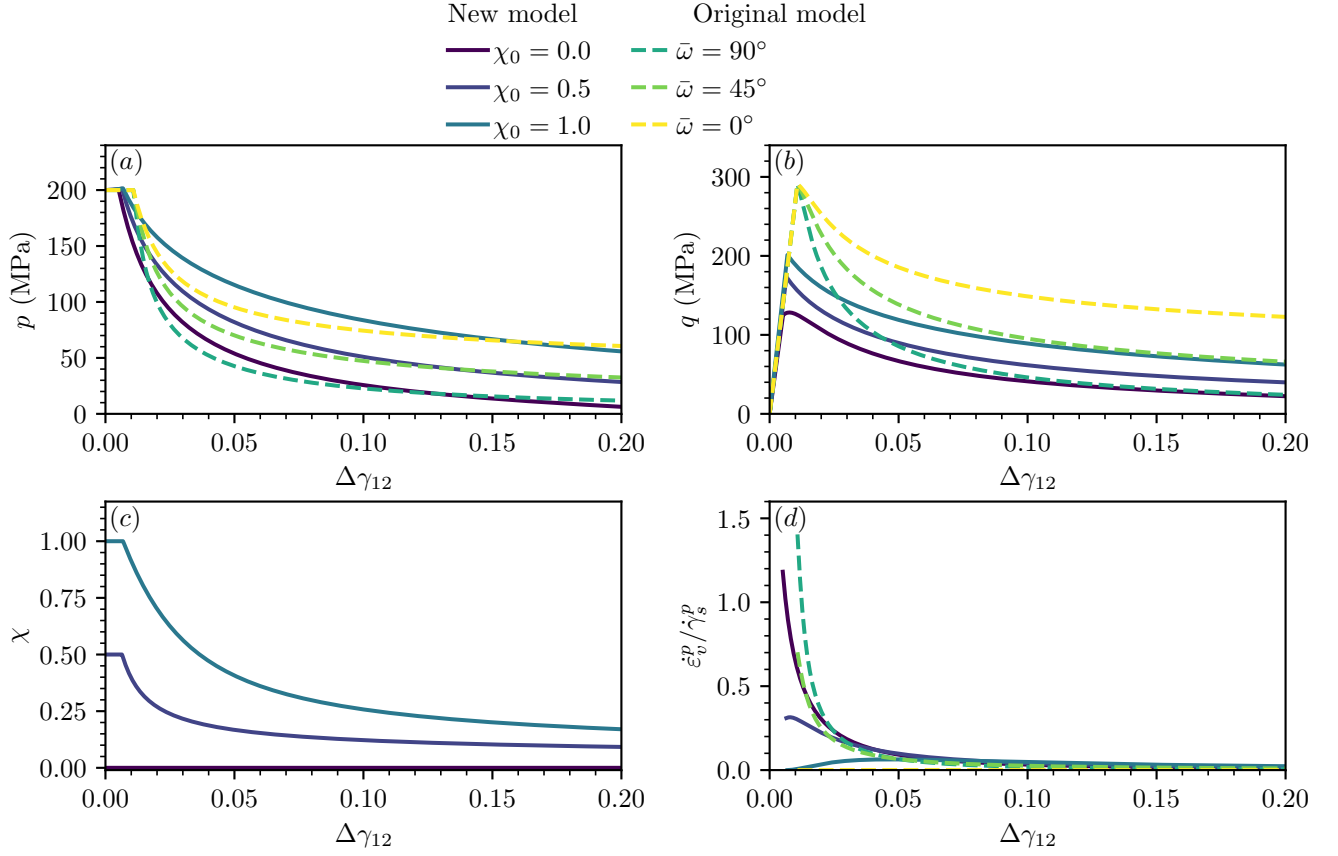 New model Original model
χ₀ = 0.0 ω̄ = 90°
χ₀ = 0.5 ω̄ = 45°
χ₀ = 1.0 ω̄ = 0°
(a)
p (MPa)
200
150
100
50
0
0.00 0.05 0.10 0.15 0.20
Δγ₁₂
(b)
q (MPa)
300
200
100
0
0.00 0.05 0.10 0.15 0.20
Δγ₁₂
(c)
χ
1.00
0.75
0.50
0.25
0.00
0.00 0.05 0.10 0.15 0.20
Δγ₁₂
(d)
ε̇ᵥᵖ/γ̇ₛᵖ
1.5
1.0
0.5
0.0
0.00 0.05 0.10 0.15 0.20
Δγ₁₂